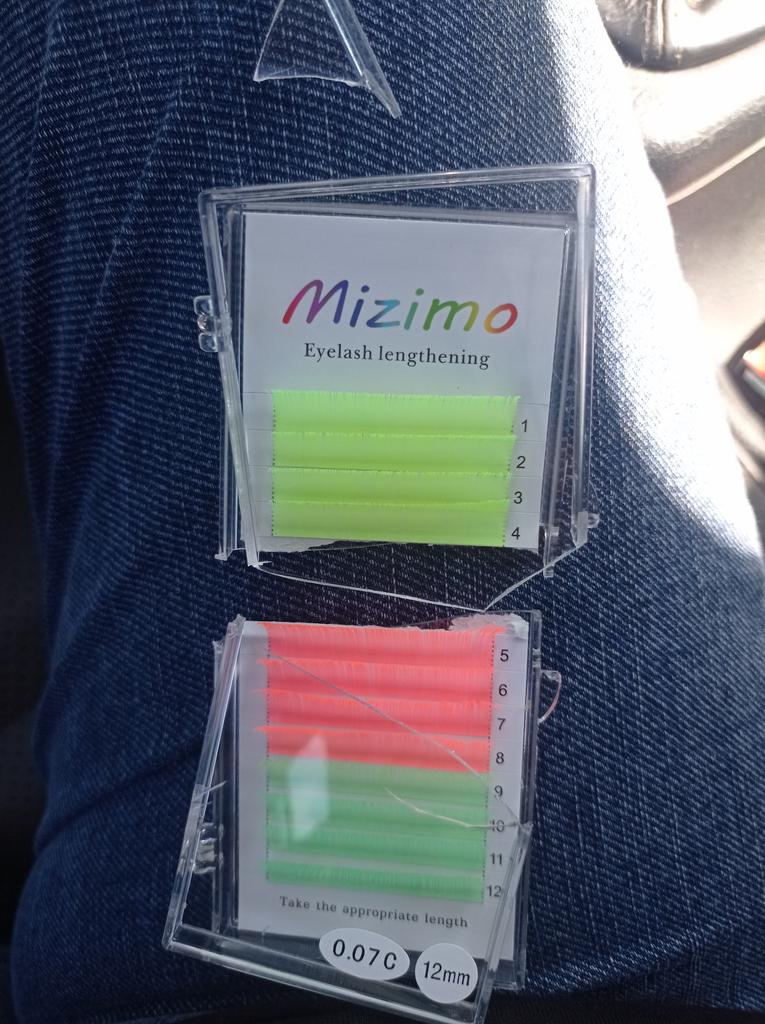 Mizimo
Eyelash lengthening
1
2
3
4
5
6
7
8
9
10
11
12
Take the appropriate length
0.07C
12mm